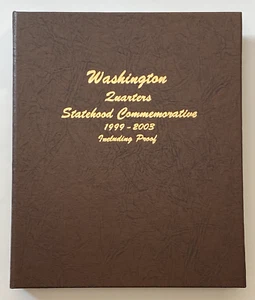 Washington
Quarters
Statehood Commemorative
1999-2003
Including Proof